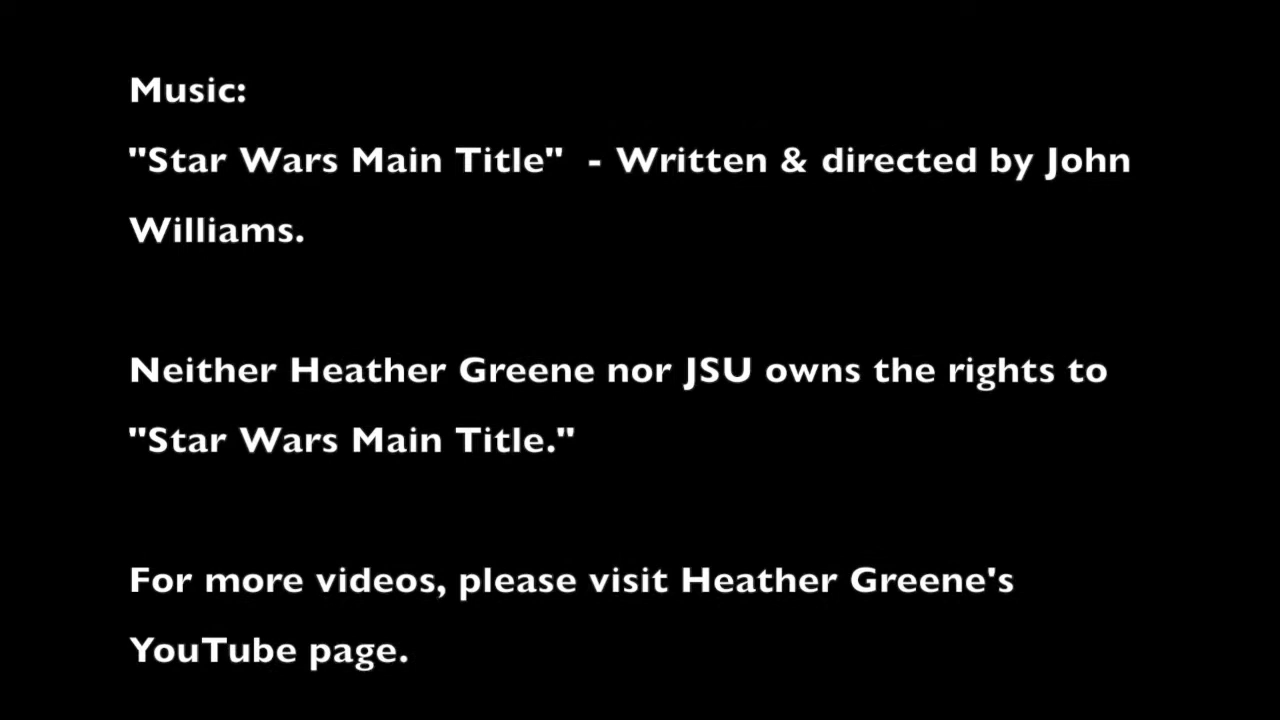 Music:
"Star Wars Main Title"  - Written & directed by John
Williams.
Neither Heather Greene nor JSU owns the rights to
"Star Wars Main Title."
For more videos, please visit Heather Greene's
YouTube page.